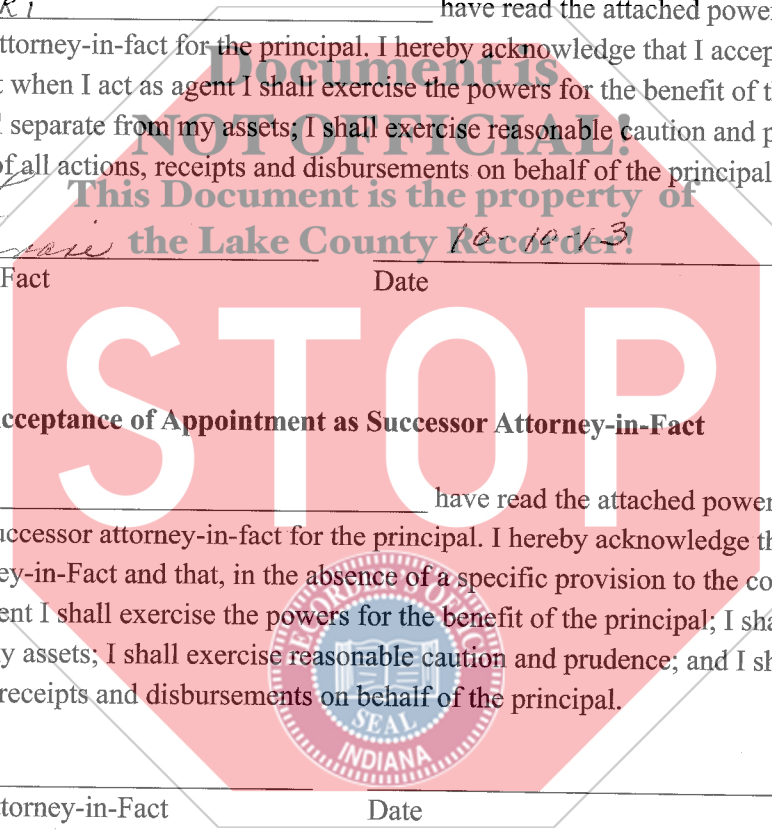 have read the attached power
ttorney-in-fact for the principal. I hereby acknowledge that I accep
when I act as agent I shall exercise the powers for the benefit of t
separate from my assets; I shall exercise reasonable caution and p
of all actions, receipts and disbursements on behalf of the principal
Document is
NOT OFFICIAL!
This Document is the property of
the Lake County Recorder!
10-10-13
Fact Date
STOP
cceptance of Appointment as Successor Attorney-in-Fact
have read the attached power
uccessor attorney-in-fact for the principal. I hereby acknowledge th
ey-in-Fact and that, in the absence of a specific provision to the co
ent I shall exercise the powers for the benefit of the principal; I sha
y assets; I shall exercise reasonable caution and prudence; and I sh
receipts and disbursements on behalf of the principal.
RECORDER'S OFFICE
SEAL
INDIANA
ttorney-in-Fact Date